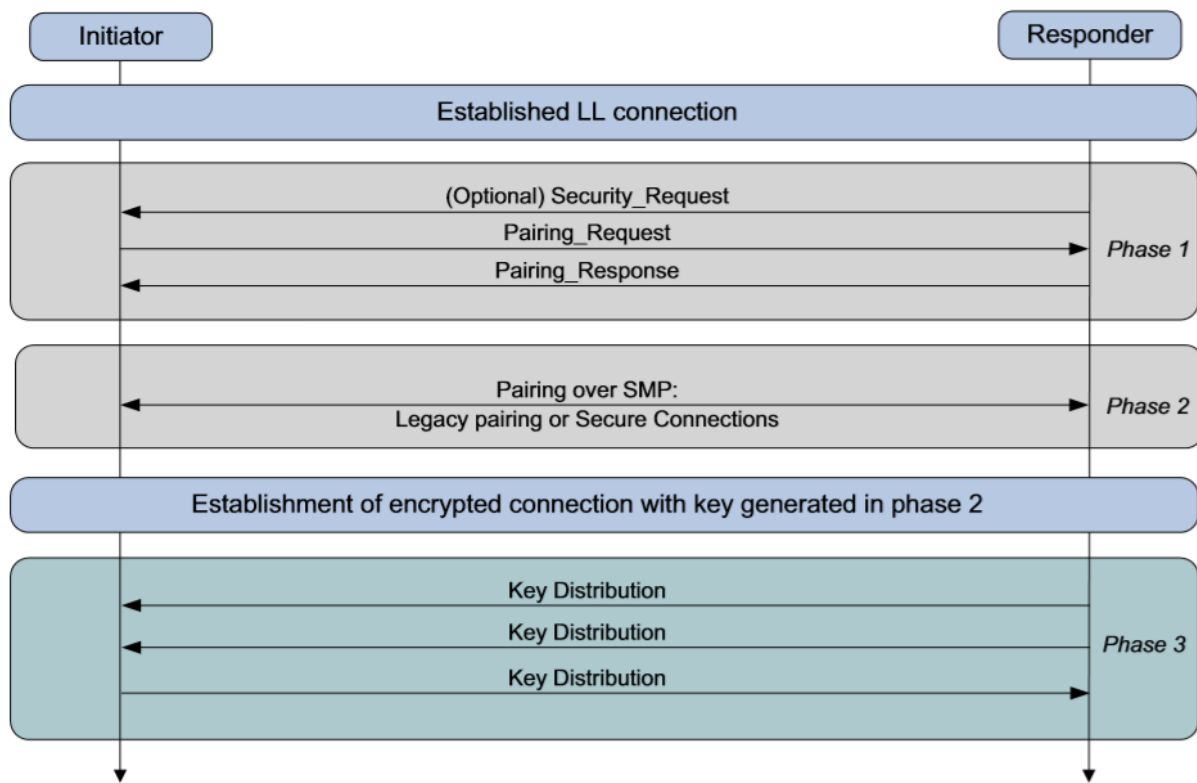 Initiator
Responder
Established LL connection
(Optional) Security_Request
Pairing_Request
Phase 1
Pairing_Response
Pairing over SMP:
Phase 2
Legacy pairing or Secure Connections
Establishment of encrypted connection with key generated in phase 2
Key Distribution
Key Distribution
Phase 3
Key Distribution